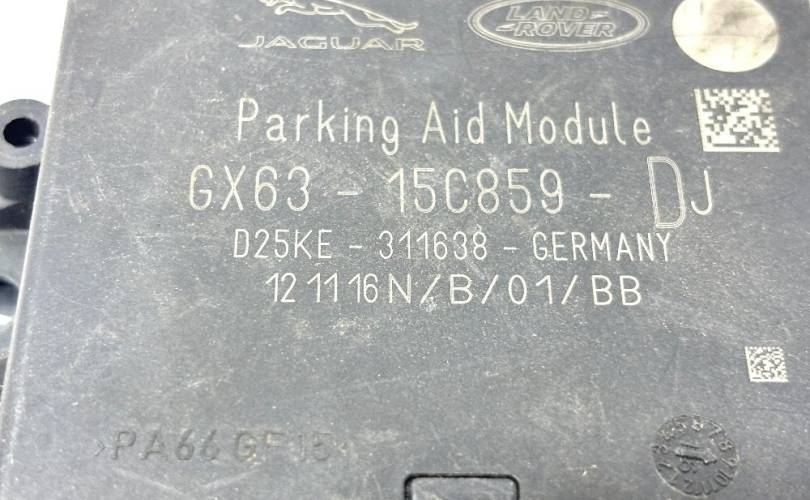 JAGUAR
LAND
ROVER
Parking Aid Module
GX63 - 15C859 - DJ
D25KE - 311638 - GERMANY
12 11 16 N/B/01/BB
>PA66 GF15<